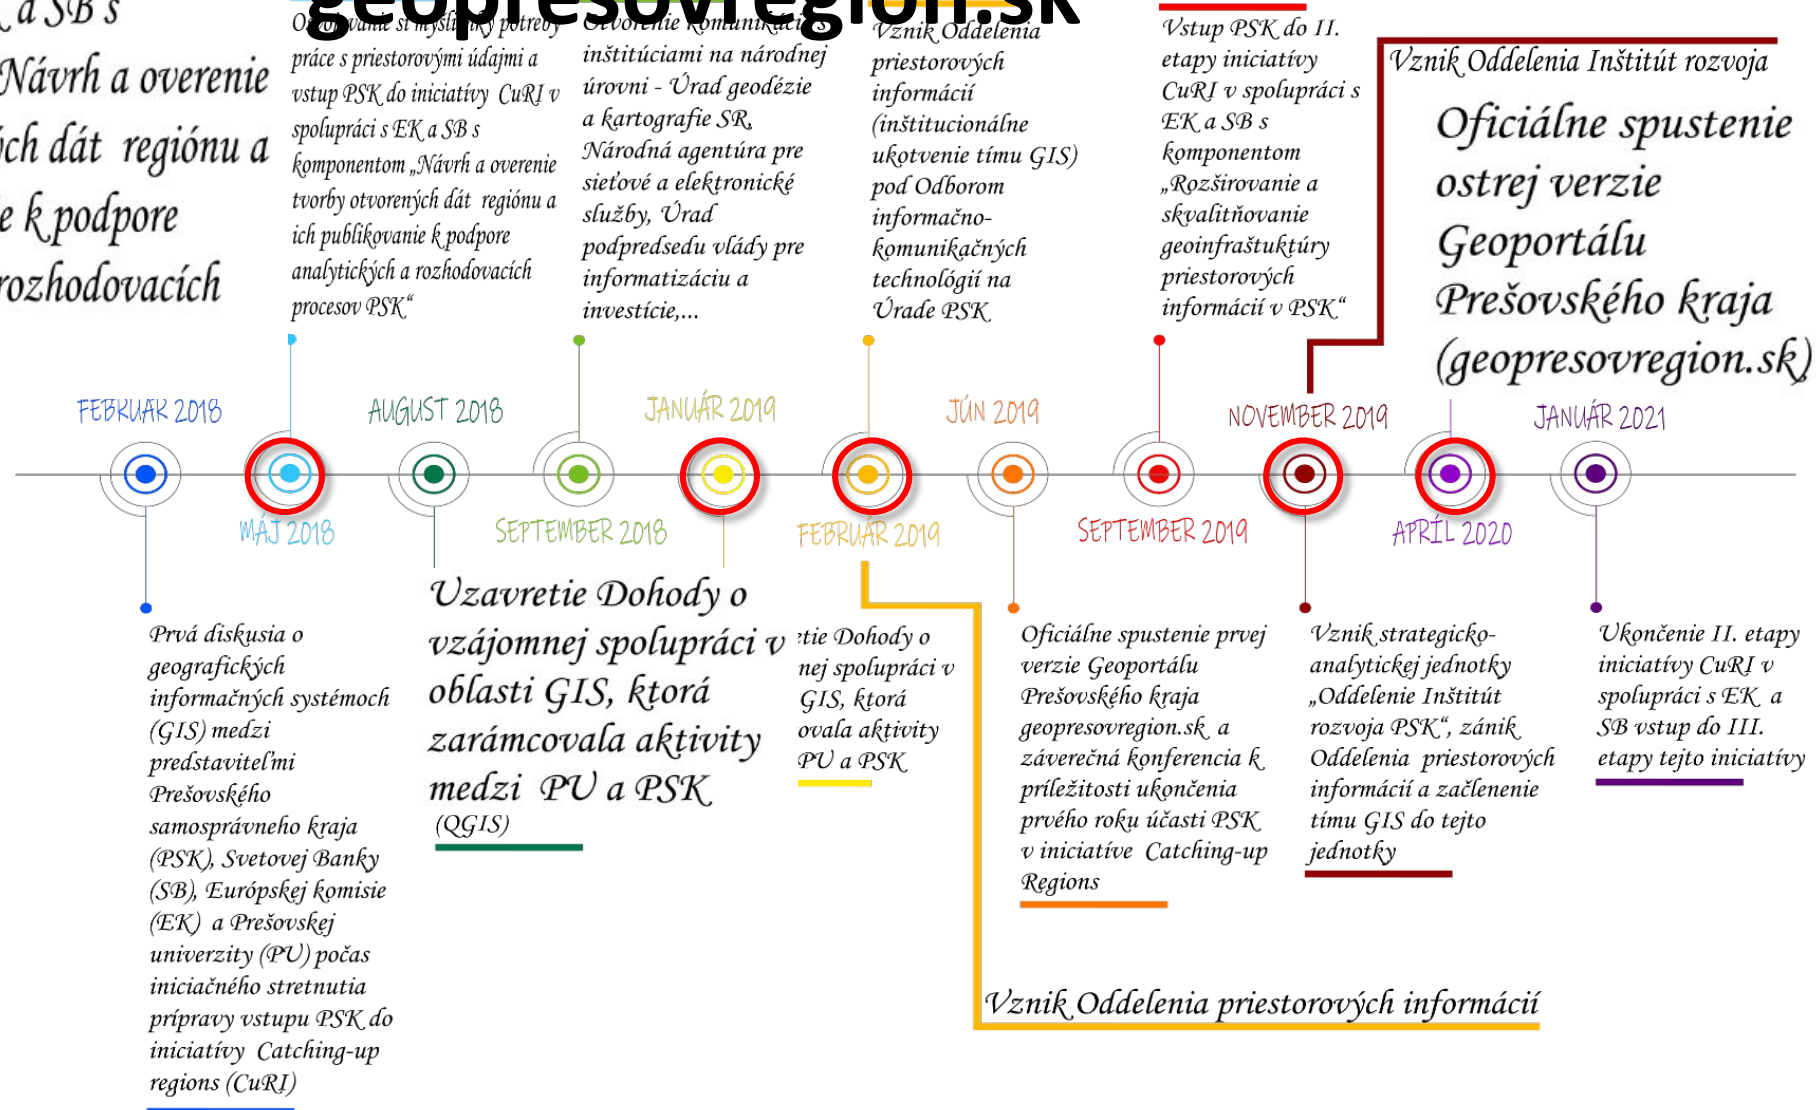 geopresovregion.sk
k a SB s
Návrh a overenie
ých dát regiónu a
e k podpore
rozhodovacích
práce s priestorovými údajmi a
vstup PSK do iniciatívy CuRI v
spolupráci s EK a SB s
komponentom „Návrh a overenie
tvorby otvorených dát regiónu a
ich publikovanie k podpore
analytických a rozhodovacích
procesov PSK“
Otvorenie komunikácie s
inštitúciami na národnej
úrovni - Úrad geodézie
a kartografie SR,
Národná agentúra pre
sieťové a elektronické
služby, Úrad
podpredsedu vlády pre
informatizáciu a
investície,...
Vznik Oddelenia
priestorových
informácií
(inštitucionálne
ukotvenie tímu GIS)
pod Odborom
informačno-
komunikačných
technológií na
Úrade PSK
Vstup PSK do II.
etapy iniciatívy
CuRI v spolupráci s
EK a SB s
komponentom
„Rozširovanie a
skvalitňovanie
geoinfraštuktúry
priestorových
informácií v PSK“
Vznik Oddelenia Inštitút rozvoja
Oficiálne spustenie
ostrej verzie
Geoportálu
Prešovského kraja
(geopresovregion.sk)
FEBRUÁR 2018
MÁJ 2018
AUGUST 2018
SEPTEMBER 2018
JANUÁR 2019
FEBRUÁR 2019
JÚN 2019
SEPTEMBER 2019
NOVEMBER 2019
APRÍL 2020
JANUÁR 2021
Prvá diskusia o
geografických
informačných systémoch
(GIS) medzi
predstaviteľmi
Prešovského
samosprávneho kraja
(PSK), Svetovej Banky
(SB), Európskej komisie
(EK) a Prešovskej
univerzity (PU) počas
iniciačného stretnutia
prípravy vstupu PSK do
iniciatívy Catching-up
regions (CuRI)
Uzavretie Dohody o
vzájomnej spolupráci v
oblasti GIS, ktorá
zarámcovala aktivity
medzi PU a PSK
(QGIS)
etie Dohody o
nej spolupráci v
GIS, ktorá
ovala aktivity
PU a PSK
Oficiálne spustenie prvej
verzie Geoportálu
Prešovského kraja
geopresovregion.sk a
záverečná konferencia k
príležitosti ukončenia
prvého roku účasti PSK
v iniciatíve Catching-up
Regions
Vznik strategicko-
analytickej jednotky
„Oddelenie Inštitút
rozvoja PSK“, zánik
Oddelenia priestorových
informácií a začlenenie
tímu GIS do tejto
jednotky
Ukončenie II. etapy
iniciatívy CuRI v
spolupráci s EK a
SB vstup do III.
etapy tejto iniciatívy
Vznik Oddelenia priestorových informácií